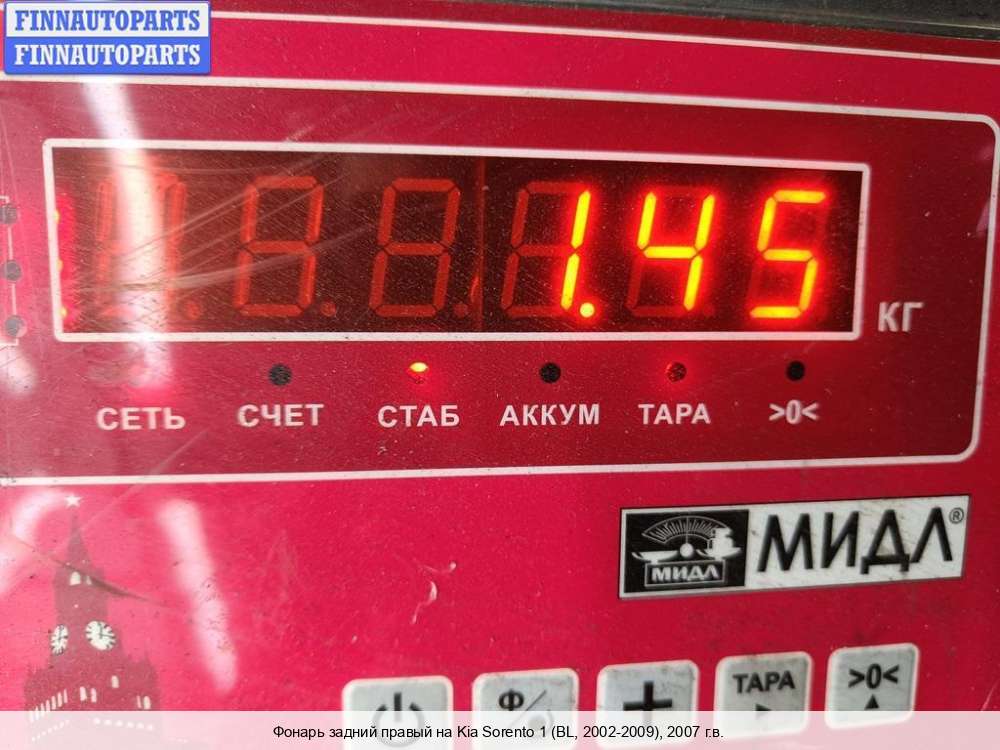 FINNAUTOPARTS
FINNAUTOPARTS
1.45
КГ
СЕТЬ СЧЕТ СТАБ АККУМ ТАРА >0<
МИДЛ МИДЛ®
Ф ТАРА >0<
Фонарь задний правый на Kia Sorento 1 (BL, 2002-2009), 2007 г.в.